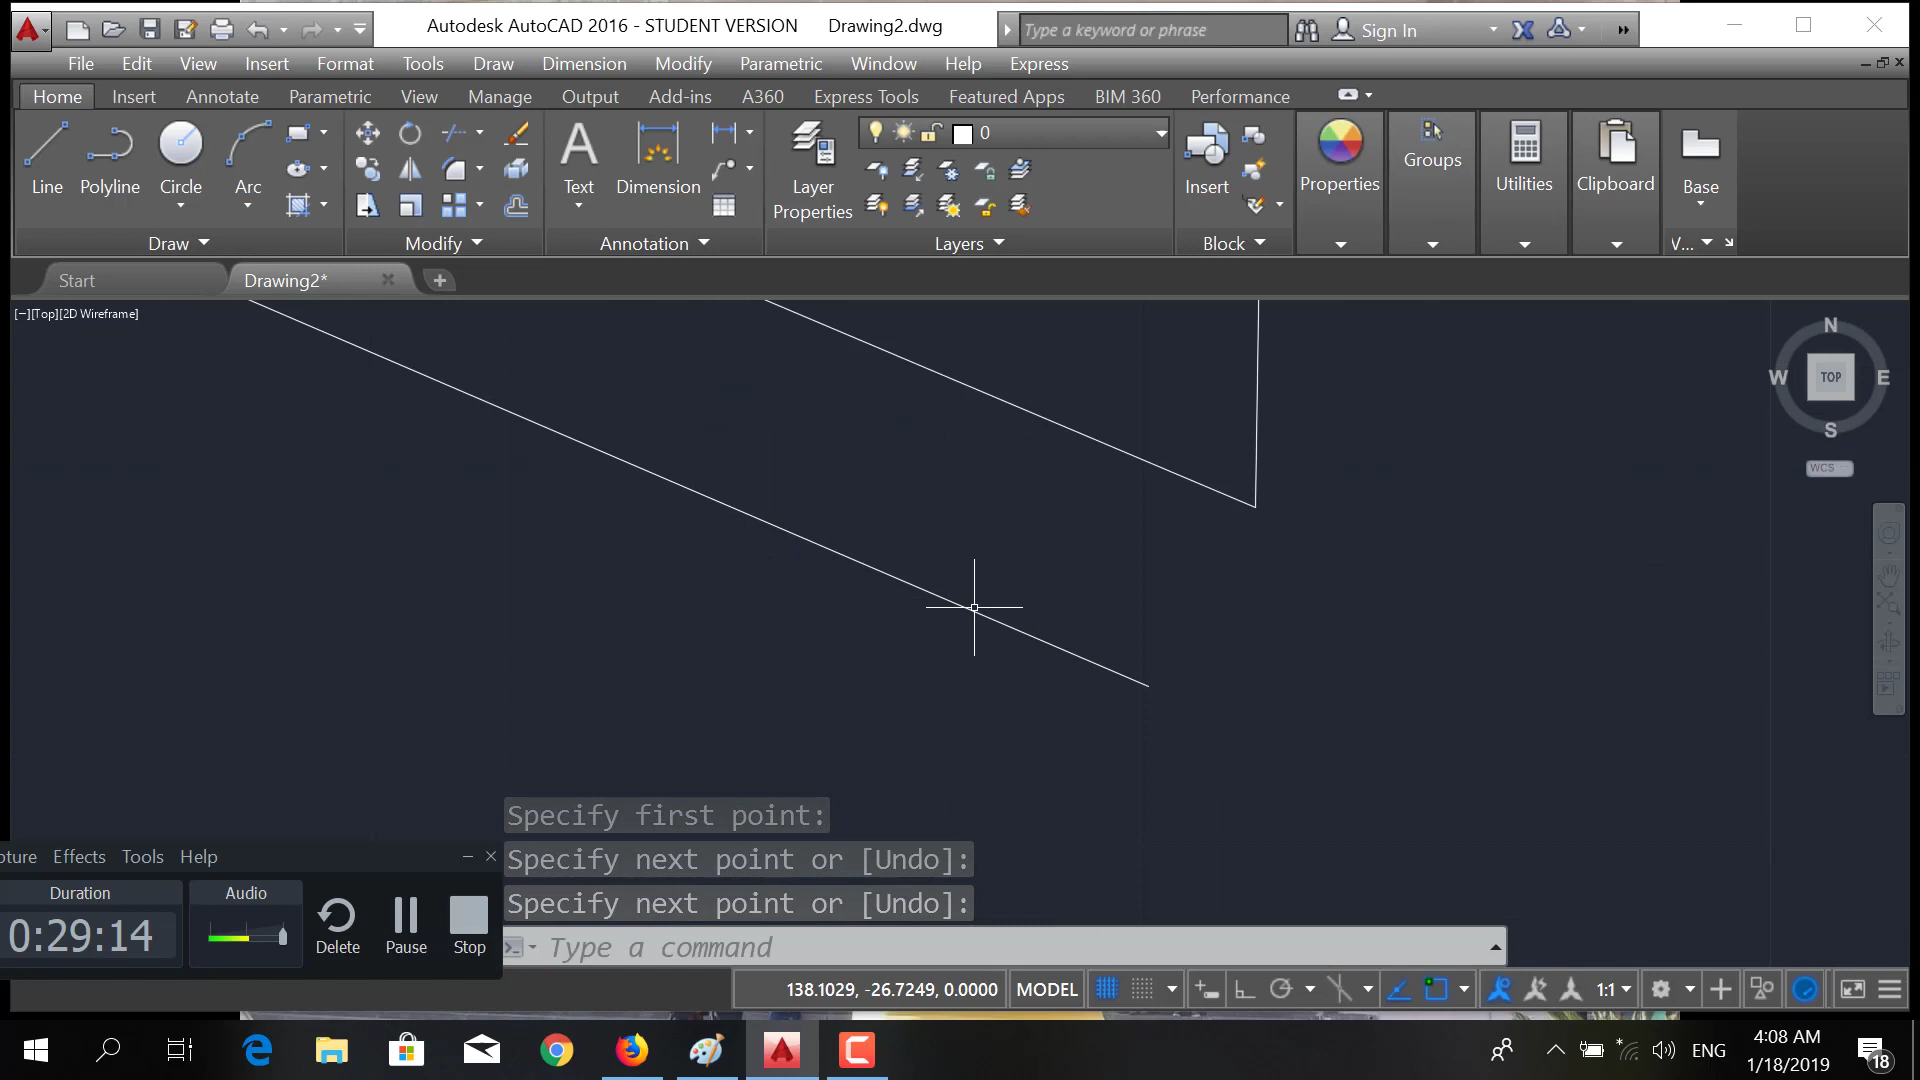 Autodesk AutoCAD 2016 - STUDENT VERSION Drawing2.dwg
Type a keyword or phrase
Sign In
File Edit View Insert Format Tools Draw Dimension Modify Parametric Window Help Express
Home Insert Annotate Parametric View Manage Output Add-ins A360 Express Tools Featured Apps BIM 360 Performance
Line Polyline Circle Arc
Text Dimension
Layer Properties
0
Insert
Properties
Groups
Utilities
Clipboard
Base
Draw Modify Annotation Layers Block V...
Start Drawing2*
[−][Top][2D Wireframe]
N
W TOP E
S
WCS
Specify first point:
Specify next point or [Undo]:
Specify next point or [Undo]:
Type a command
pture Effects Tools Help
Duration Audio
0:29:14
Delete Pause Stop
138.1029, -26.7249, 0.0000 MODEL 1:1
ENG
4:08 AM
1/18/2019
18